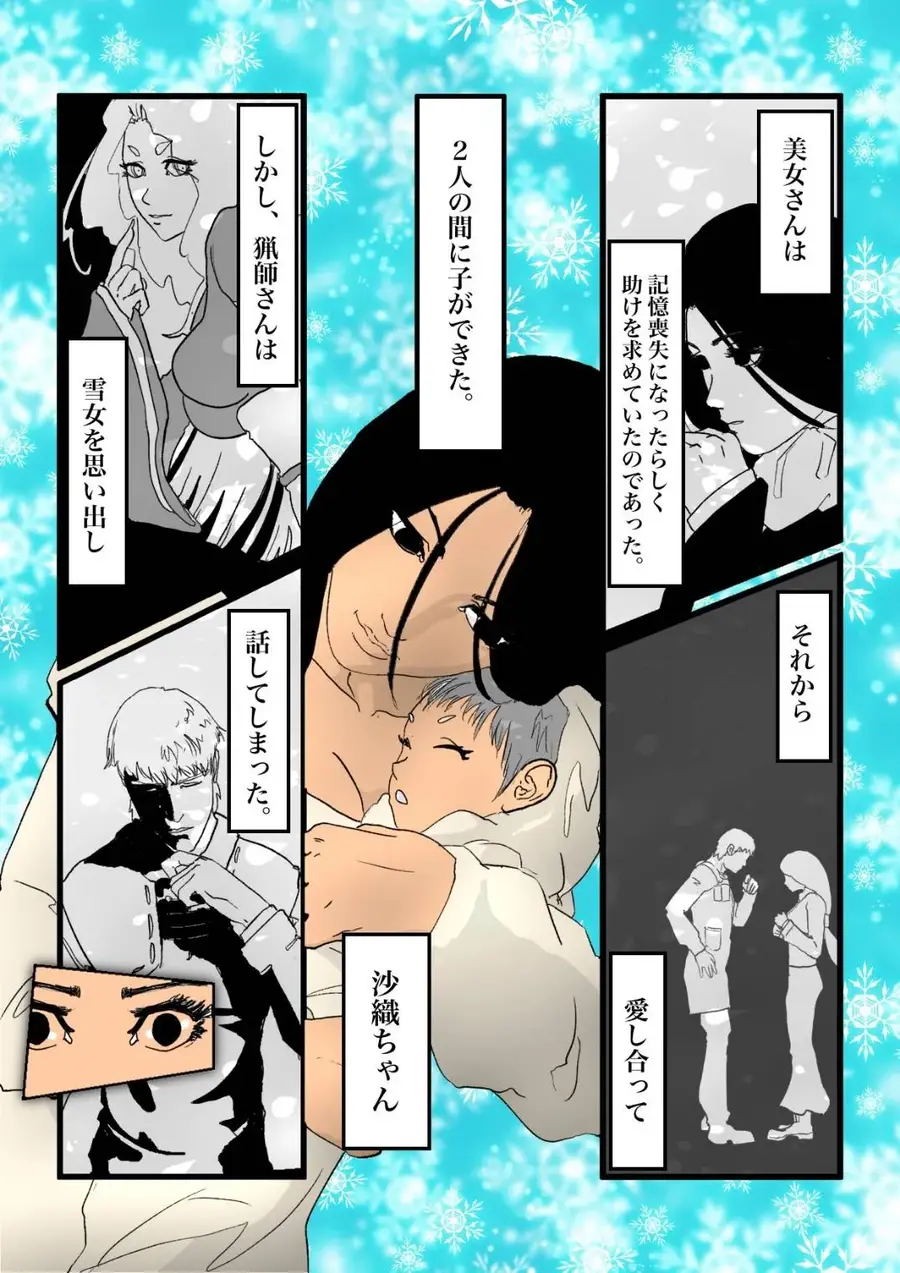 美女さんは
記憶喪失になったらしく
助けを求めていたのであった。
それから
愛し合って
２人の間に子ができた。
沙織ちゃん
しかし、猟師さんは
雪女を思い出し
話してしまった。